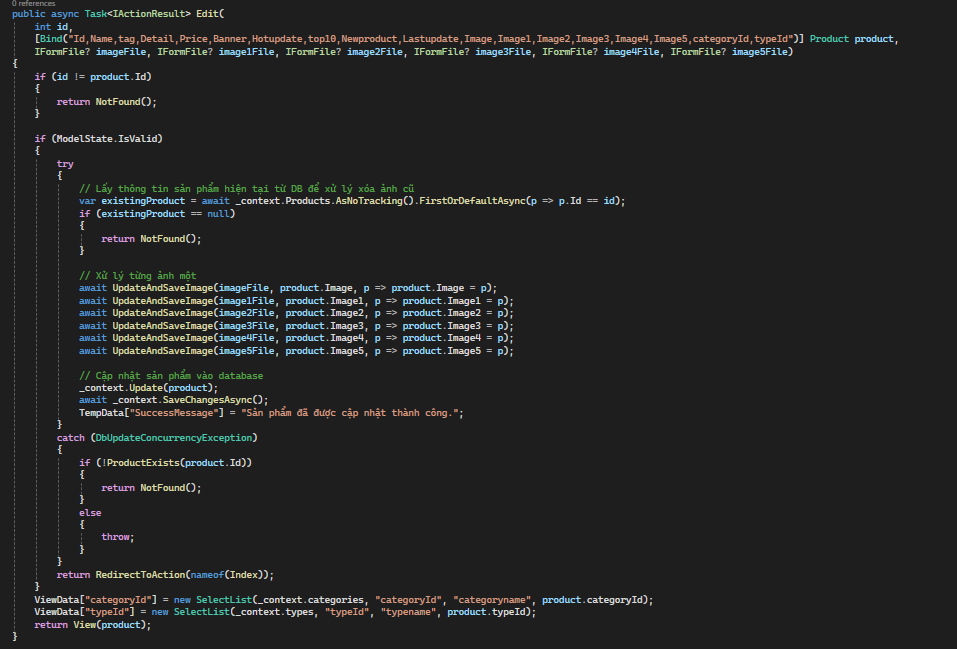 0 references
public async Task<IActionResult> Edit(
    int id,
    [Bind("Id,Name,tag,Detail,Price,Banner,Hotupdate,top10,Newproduct,Lastupdate,Image,Image1,Image2,Image3,Image4,Image5,categoryId,typeId")] Product product,
    IFormFile? imageFile, IFormFile? image1File, IFormFile? image2File, IFormFile? image3File, IFormFile? image4File, IFormFile? image5File)
{
    if (id != product.Id)
    {
        return NotFound();
    }

    if (ModelState.IsValid)
    {
        try
        {
            // Lấy thông tin sản phẩm hiện tại từ DB để xử lý xóa ảnh cũ
            var existingProduct = await _context.Products.AsNoTracking().FirstOrDefaultAsync(p => p.Id == id);
            if (existingProduct == null)
            {
                return NotFound();
            }

            // Xử lý từng ảnh một
            await UpdateAndSaveImage(imageFile, product.Image, p => product.Image = p);
            await UpdateAndSaveImage(image1File, product.Image1, p => product.Image1 = p);
            await UpdateAndSaveImage(image2File, product.Image2, p => product.Image2 = p);
            await UpdateAndSaveImage(image3File, product.Image3, p => product.Image3 = p);
            await UpdateAndSaveImage(image4File, product.Image4, p => product.Image4 = p);
            await UpdateAndSaveImage(image5File, product.Image5, p => product.Image5 = p);

            // Cập nhật sản phẩm vào database
            _context.Update(product);
            await _context.SaveChangesAsync();
            TempData["SuccessMessage"] = "Sản phẩm đã được cập nhật thành công.";
        }
        catch (DbUpdateConcurrencyException)
        {
            if (!ProductExists(product.Id))
            {
                return NotFound();
            }
            else
            {
                throw;
            }
        }
        return RedirectToAction(nameof(Index));
    }
    ViewData["categoryId"] = new SelectList(_context.categories, "categoryId", "categoryname", product.categoryId);
    ViewData["typeId"] = new SelectList(_context.types, "typeId", "typename", product.typeId);
    return View(product);
}